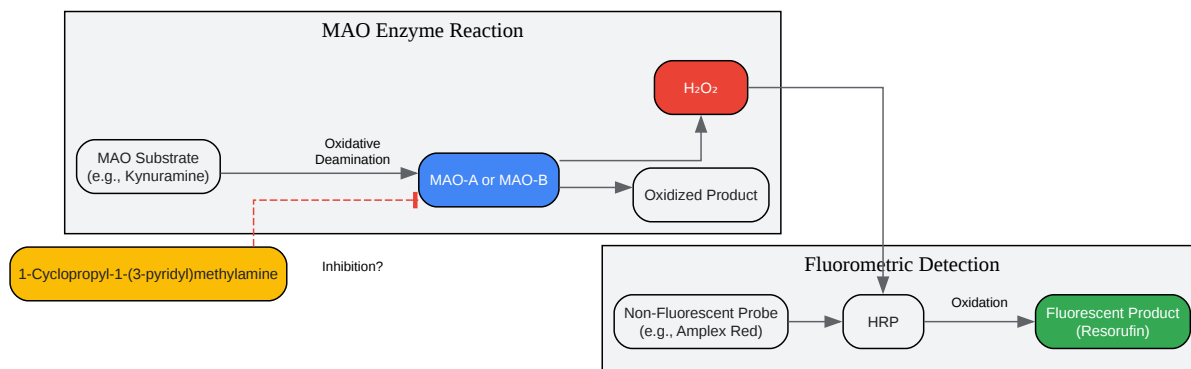 MAO Enzyme Reaction
H₂O₂
Oxidative
Deamination
MAO Substrate
(e.g., Kynuramine)
MAO-A or MAO-B
Oxidized Product
1-Cyclopropyl-1-(3-pyridyl)methylamine
Inhibition?
Fluorometric Detection
Non-Fluorescent Probe
(e.g., Amplex Red)
HRP
Oxidation
Fluorescent Product
(Resorufin)